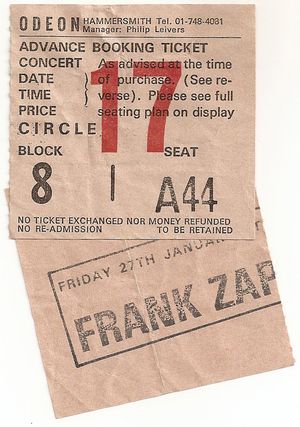 ODEON HAMMERSMITH Tel. 01-748-4081
Manager: Philip Leivers
ADVANCE BOOKING TICKET
CONCERT As advised at the time
DATE } of purchase. (See re-
TIME verse). Please see full
PRICE seating plan on display
17
CIRCLE
BLOCK SEAT
8 A44
NO TICKET EXCHANGED NOR MONEY REFUNDED
NO RE-ADMISSION TO BE RETAINED
FRIDAY 27TH JANUA
FRANK ZAP